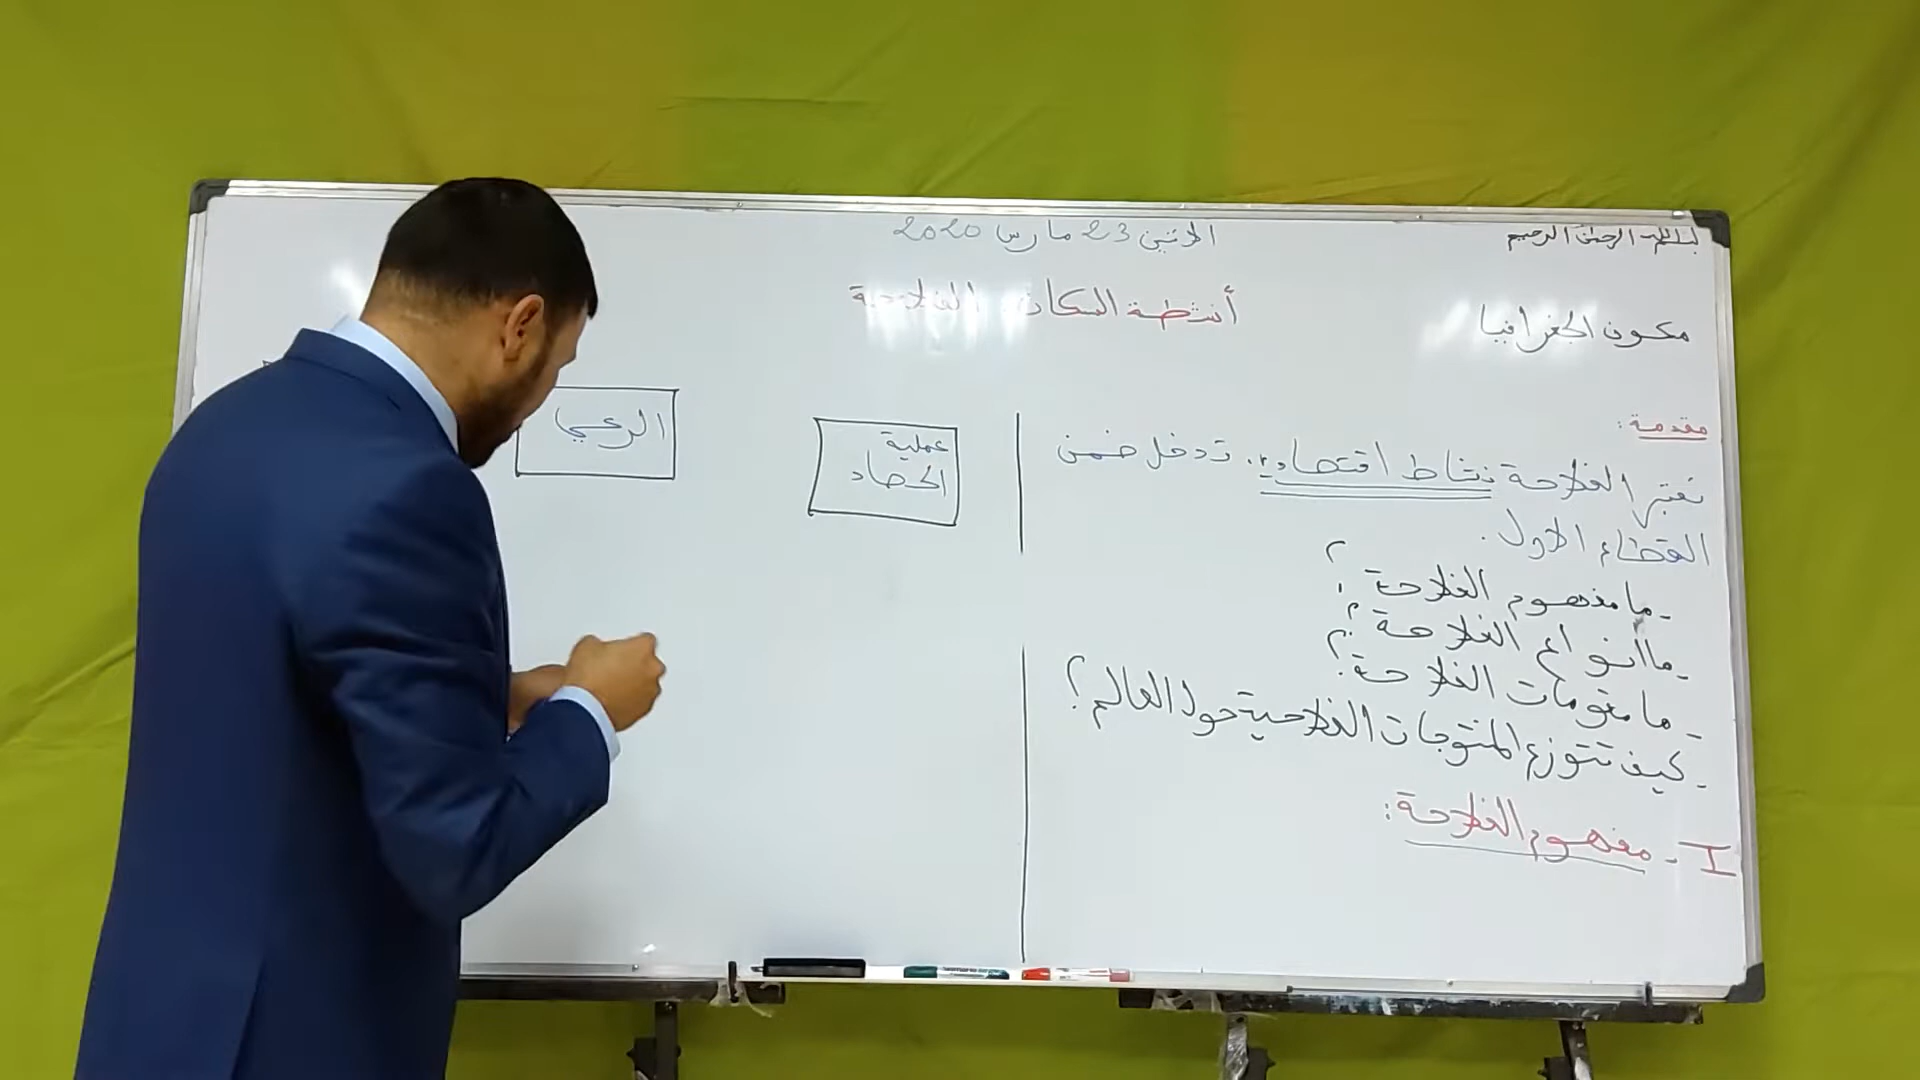 بسم الله الرحمن الرحيم
الاثنين 23 مارس 2020
مكون الجغرافيا
أنشطة السكان: الفلاحة
مقدمة:
تعتبر الفلاحة نشاط اقتصادي، تدخل ضمن
القطاع الاول.
- ما مفهوم الفلاحة؟
- ما أنواع الفلاحة؟
- ما مقومات الفلاحة؟
- كيف تتوزع المنتوجات الفلاحية حول العالم؟
I - مفهوم الفلاحة:
عملية
الحصاد
الرعي